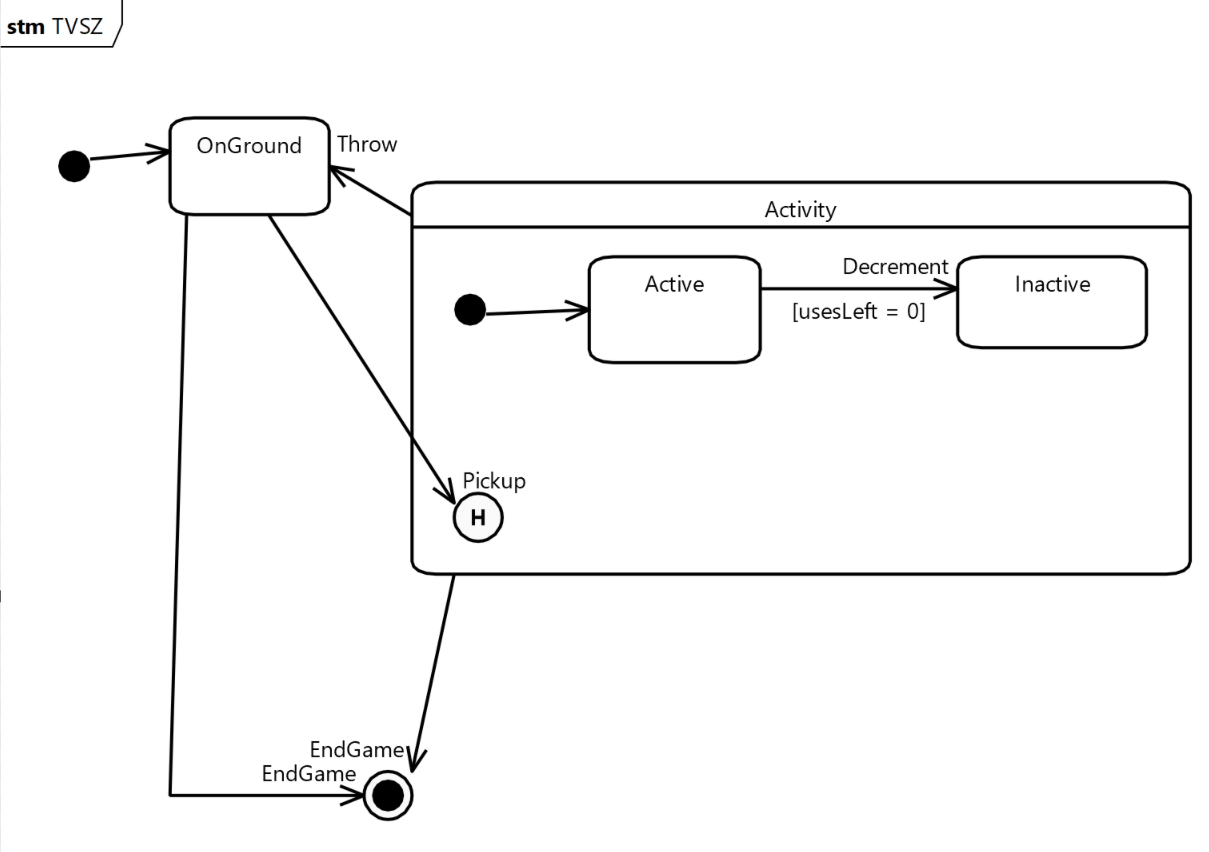 stm TVSZ
OnGround
Throw
Activity
Active
Decrement
[usesLeft = 0]
Inactive
Pickup
H
EndGame
EndGame